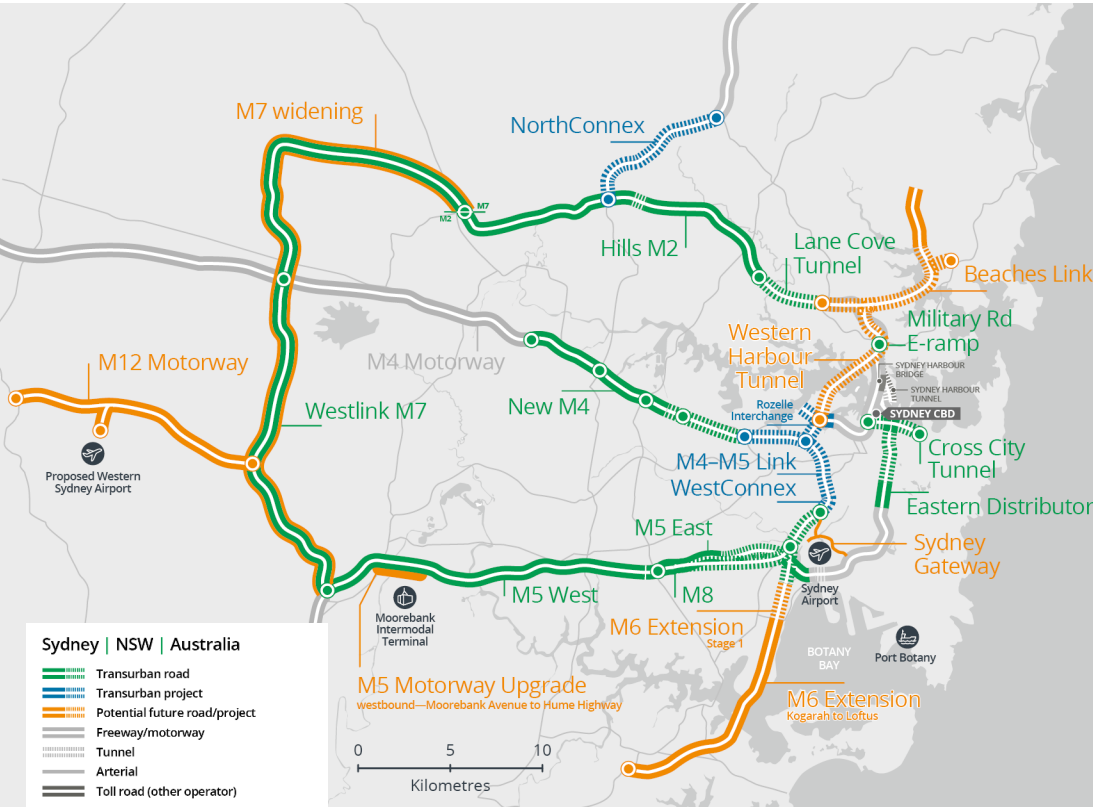 M7 widening
NorthConnex
M7
M2
Hills M2
Lane Cove
Tunnel
Beaches Link
Military Rd
E-ramp
Western
Harbour
Tunnel
SYDNEY HARBOUR
BRIDGE
SYDNEY HARBOUR
TUNNEL
M12 Motorway
M4 Motorway
Westlink M7
New M4
Rozelle
Interchange
SYDNEY CBD
Cross City
Tunnel
M4–M5 Link
WestConnex
Proposed Western
Sydney Airport
Eastern Distributor
M5 East
Sydney
Gateway
M5 West
M8
Sydney
Airport
Moorebank
Intermodal
Terminal
M6 Extension
Stage 1
BOTANY
BAY
Port Botany
M5 Motorway Upgrade
westbound—Moorebank Avenue to Hume Highway
M6 Extension
Kogarah to Loftus
Sydney | NSW | Australia
Transurban road
Transurban project
Potential future road/project
Freeway/motorway
Tunnel
Arterial
Toll road (other operator)
0 5 10
Kilometres